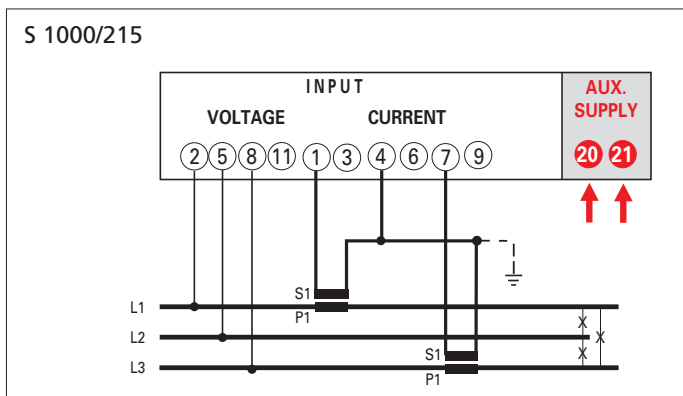 S 1000/215
INPUT
AUX.
SUPPLY
VOLTAGE CURRENT
2 5 8 11 1 3 4 6 7 9 20 21
S1
L1
P1
L2
S1
L3
P1
X
X
X